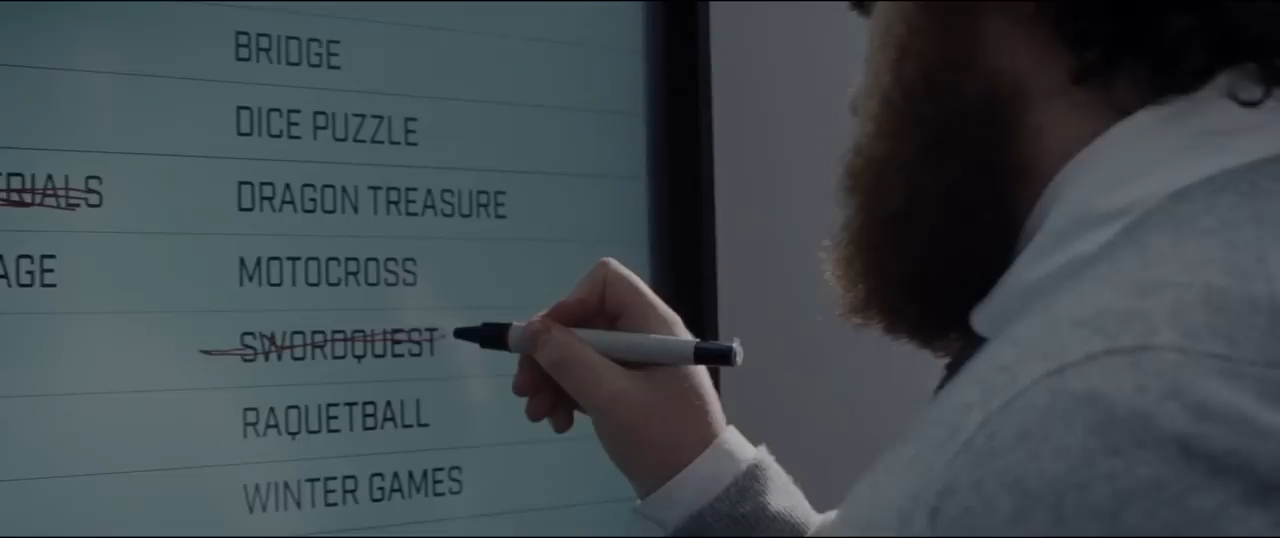 BRIDGE
DICE PUZZLE
DRAGON TREASURE
AGE MOTOCROSS
SWORDQUEST
RAQUETBALL
WINTER GAMES